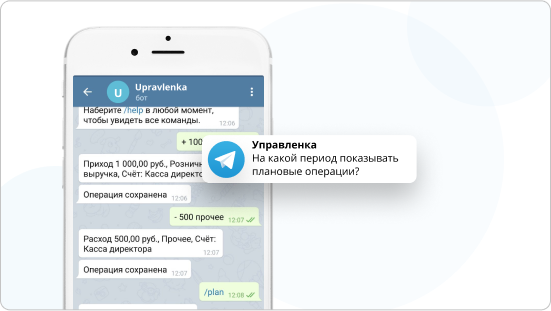 Upravlenka
U
бот
Наберите /help в любой момент,
чтобы увидеть все команды.
12:06
+ 100
Управленка
На какой период показывать
плановые операции?
Приход 1 000,00 руб.,
выручка, Счёт: Касса
Операция сохранена
12:06
- 500 прочее
12:07
Расход 500,00 руб., Прочее, Счёт:
Касса директора
12:07
Операция сохранена
12:07
/plan
12:08